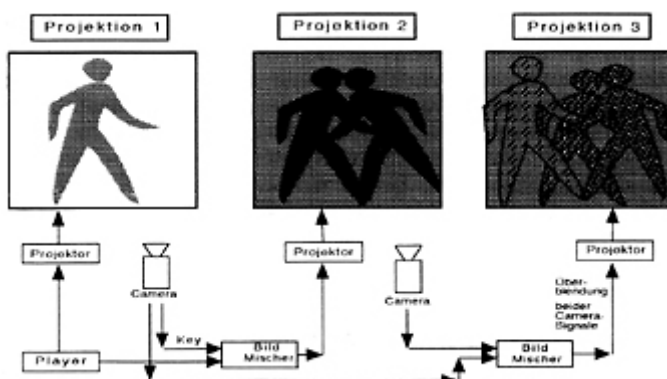 Projektion 1
Projektion 2
Projektion 3
Projektor
Projektor
Projektor
Camera
Camera
Über-
blendung
beider
Camera-
Signale
Key
Player
Bild
Mischer
Bild
Mischer